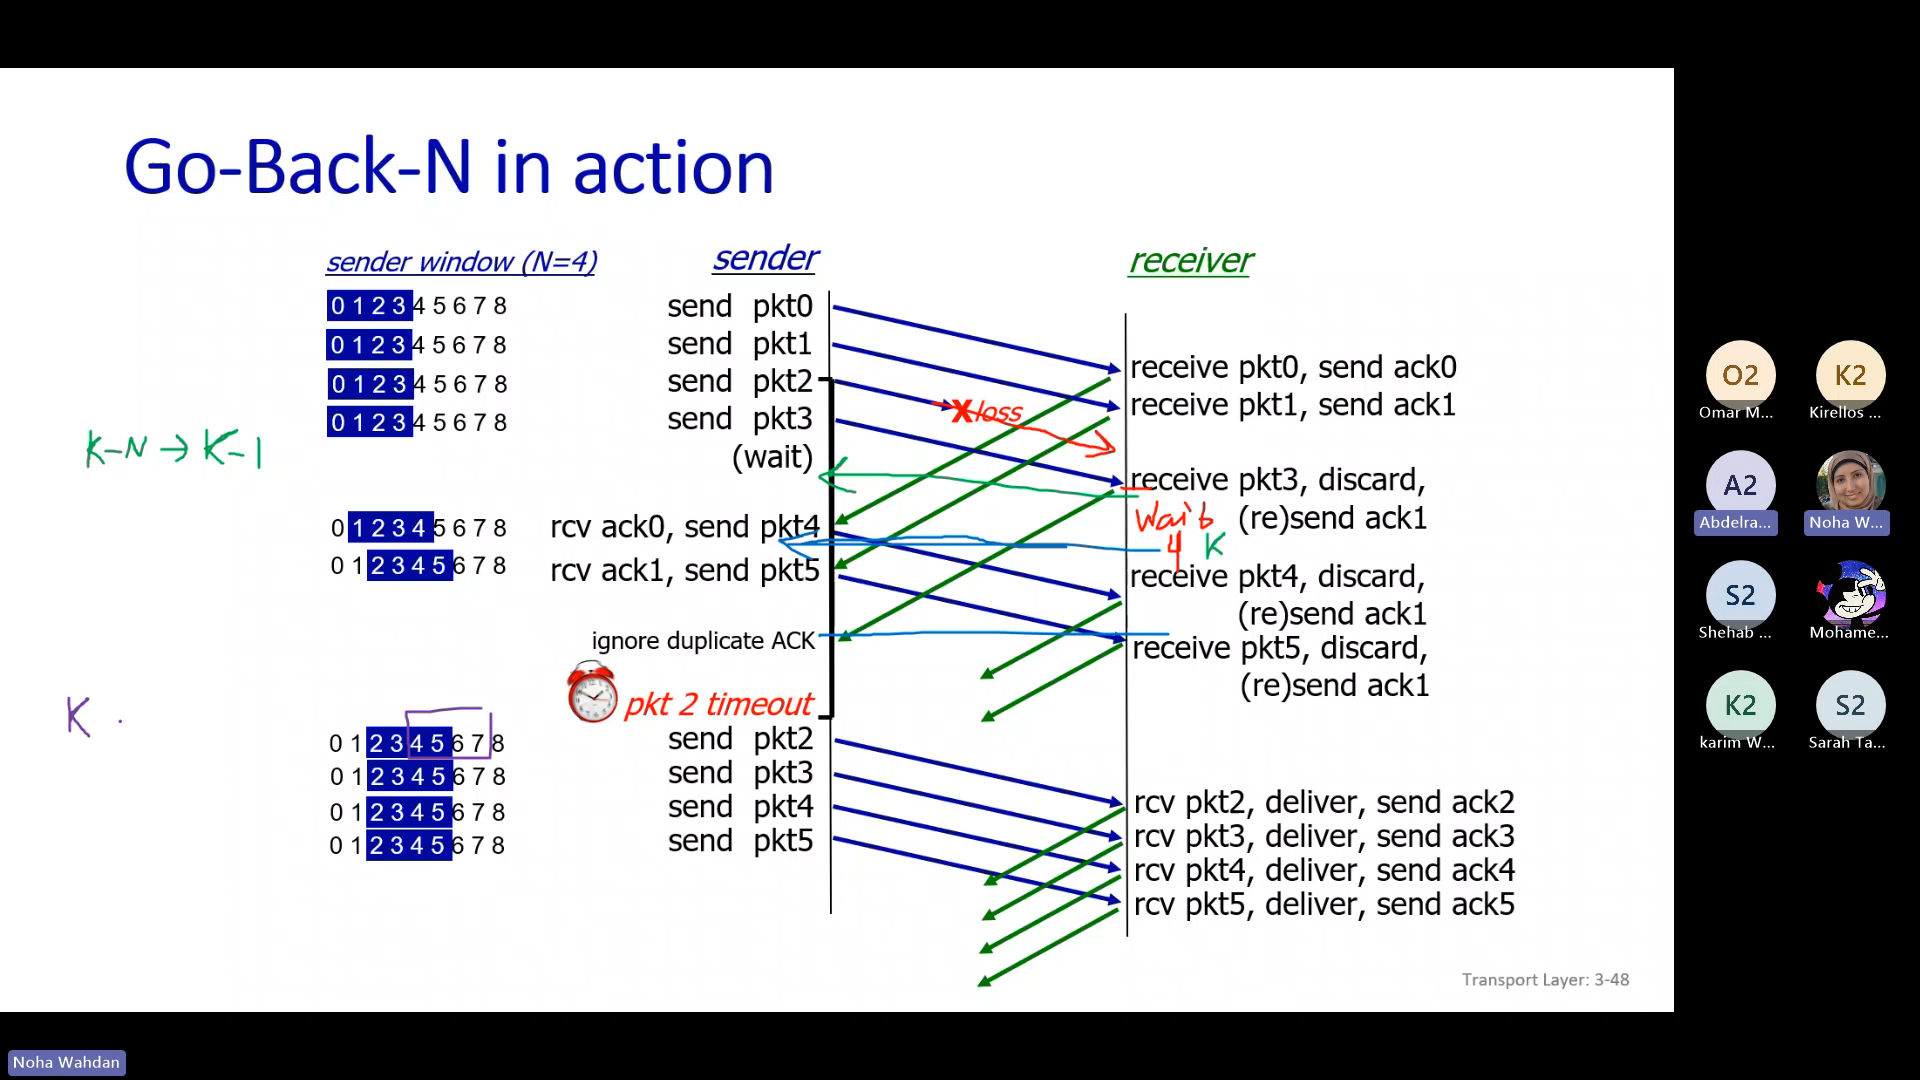 Go-Back-N in action
sender window (N=4)
sender
receiver
0 1 2 3 4 5 6 7 8
send pkt0
0 1 2 3 4 5 6 7 8
send pkt1
0 1 2 3 4 5 6 7 8
send pkt2
0 1 2 3 4 5 6 7 8
send pkt3
(wait)
X loss
receive pkt0, send ack0
receive pkt1, send ack1
K-N → K-1
receive pkt3, discard,
(re)send ack1
Wait
4 K
0 1 2 3 4 5 6 7 8
rcv ack0, send pkt4
0 1 2 3 4 5 6 7 8
rcv ack1, send pkt5
receive pkt4, discard,
(re)send ack1
ignore duplicate ACK
receive pkt5, discard,
(re)send ack1
pkt 2 timeout
K
0 1 2 3 4 5 6 7 8
send pkt2
0 1 2 3 4 5 6 7 8
send pkt3
0 1 2 3 4 5 6 7 8
send pkt4
0 1 2 3 4 5 6 7 8
send pkt5
rcv pkt2, deliver, send ack2
rcv pkt3, deliver, send ack3
rcv pkt4, deliver, send ack4
rcv pkt5, deliver, send ack5
Transport Layer: 3-48
O2
Omar M...
K2
Kirellos ...
A2
Abdelra...
Noha W...
S2
Shehab ...
Mohame...
K2
karim W...
S2
Sarah Ta...
Noha Wahdan